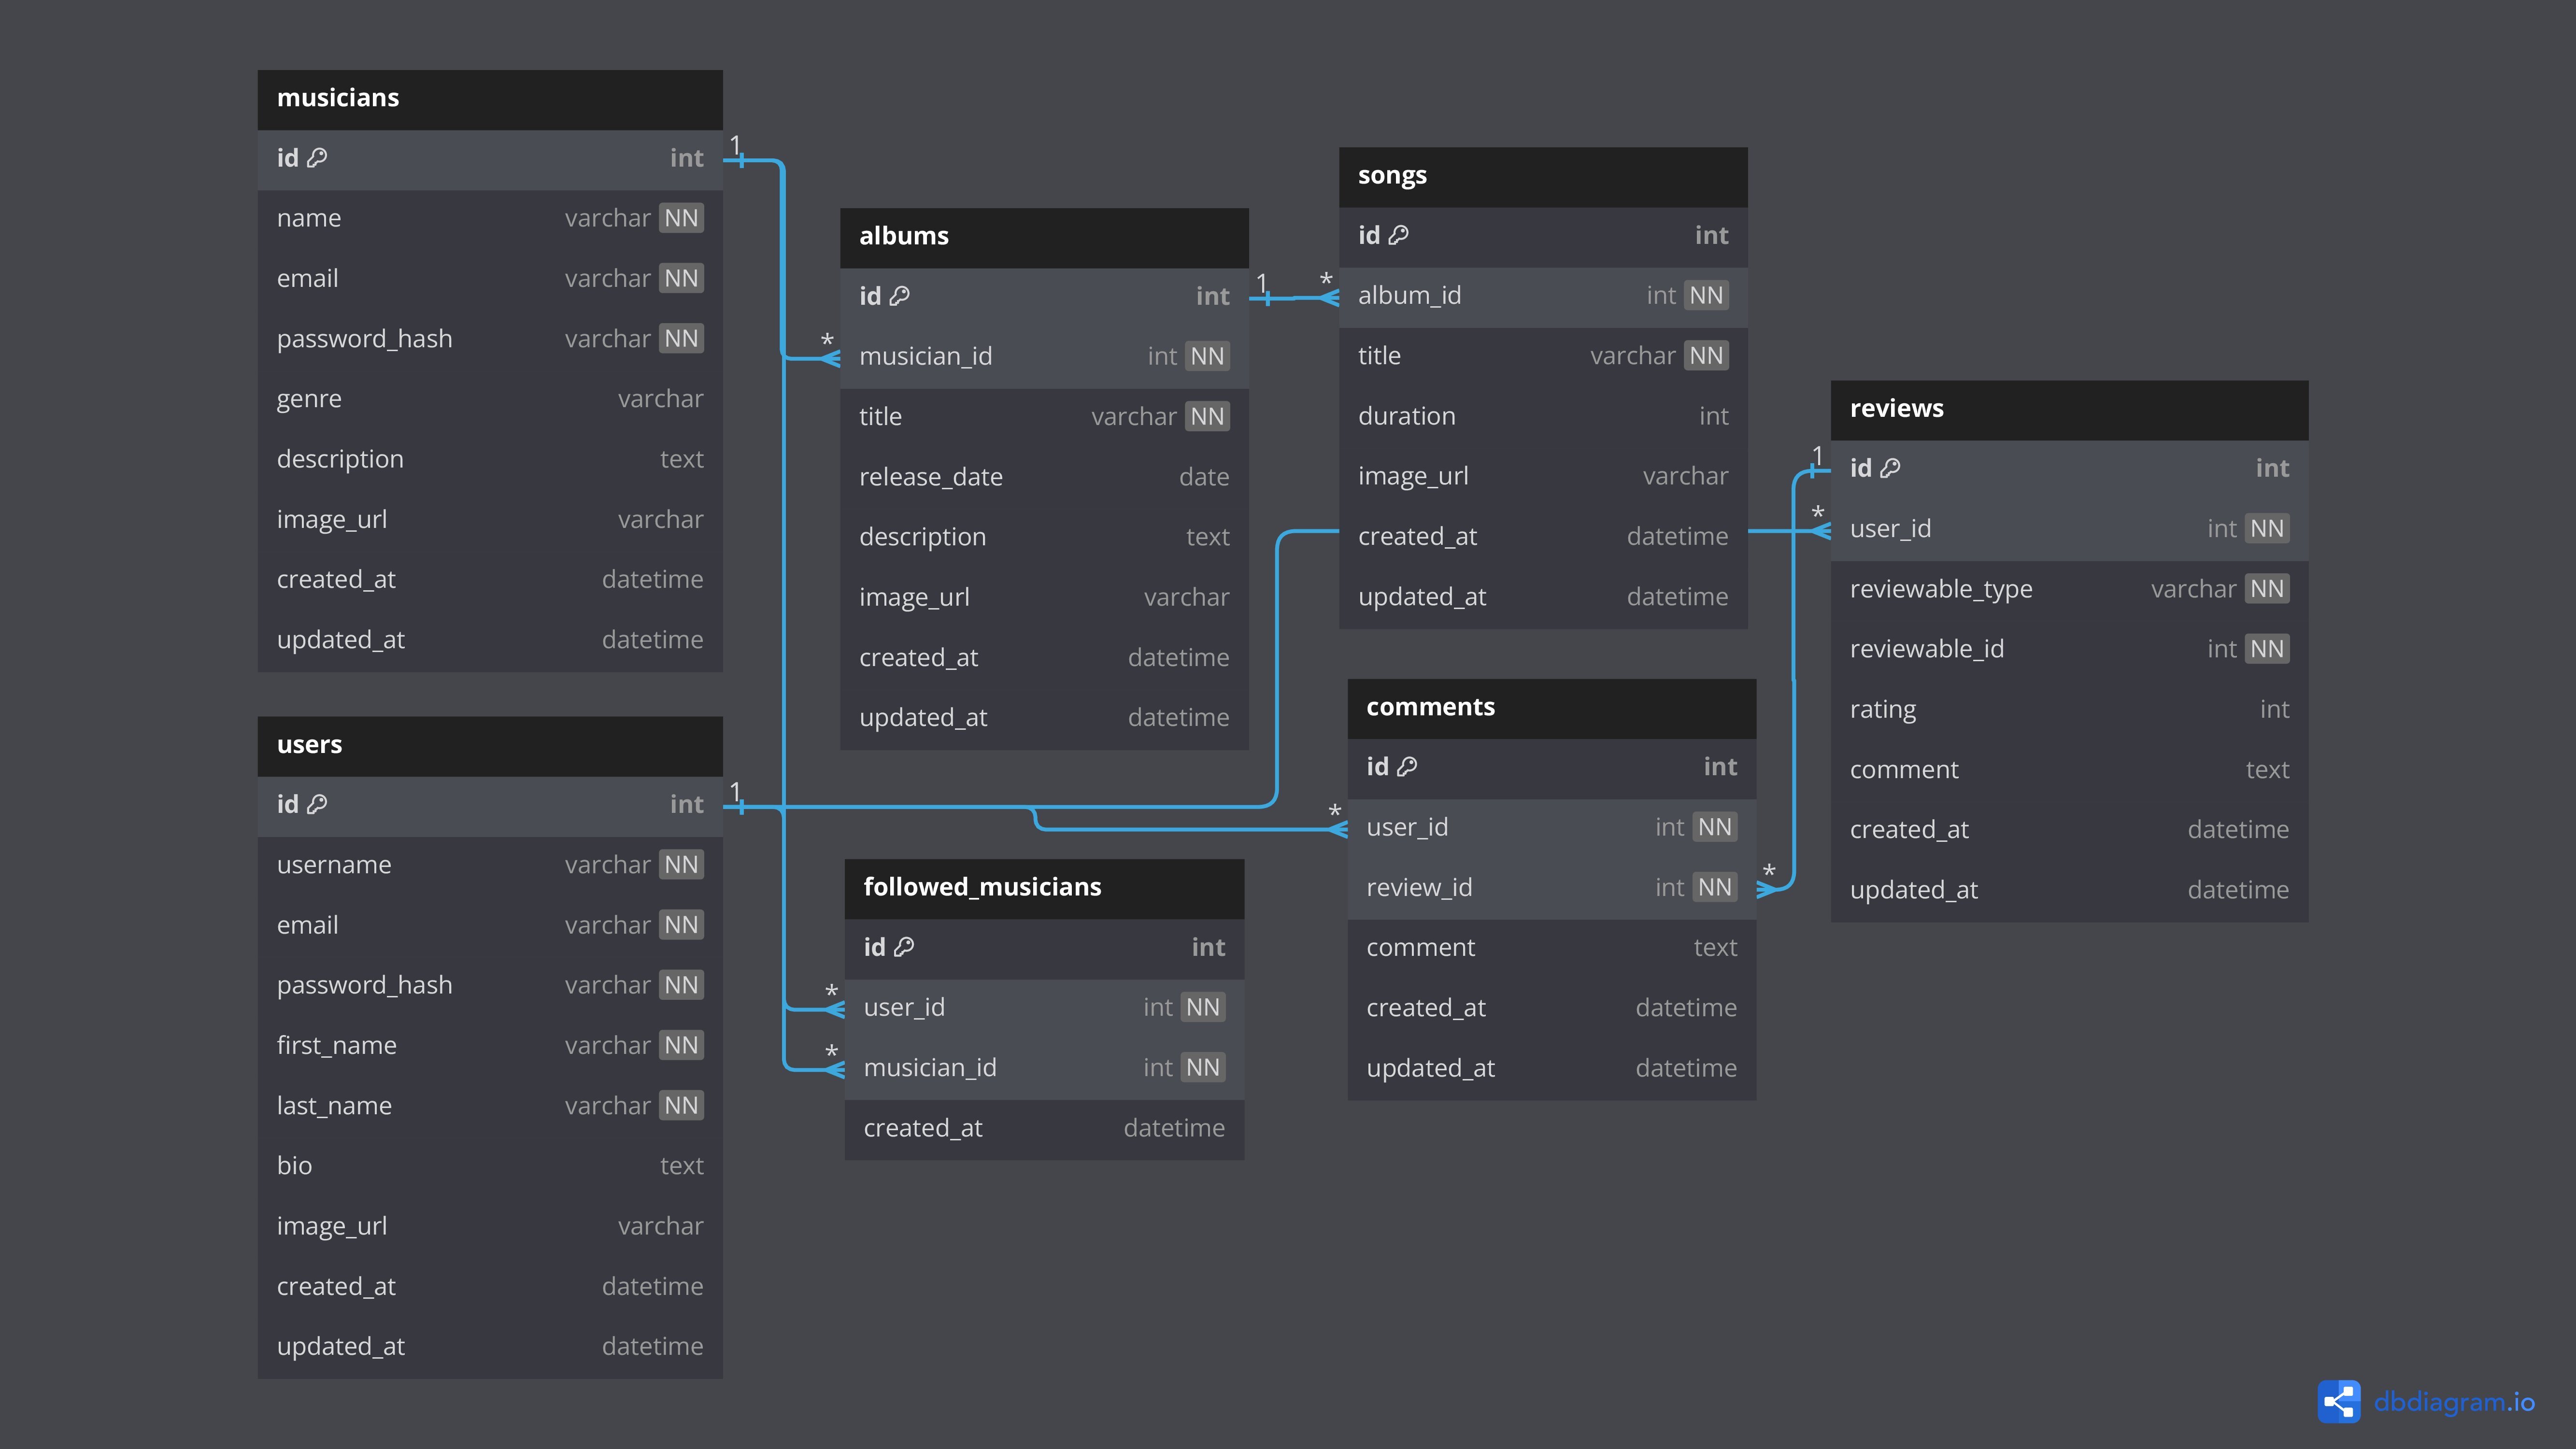 musicians
id int
name varchar NN
email varchar NN
password_hash varchar NN
genre varchar
description text
image_url varchar
created_at datetime
updated_at datetime
1
*
albums
id int
musician_id int NN
title varchar NN
release_date date
description text
image_url varchar
created_at datetime
updated_at datetime
1
*
songs
id int
album_id int NN
title varchar NN
duration int
image_url varchar
created_at datetime
updated_at datetime
1
*
reviews
id int
user_id int NN
reviewable_type varchar NN
reviewable_id int NN
rating int
comment text
created_at datetime
updated_at datetime
users
id int
username varchar NN
email varchar NN
password_hash varchar NN
first_name varchar NN
last_name varchar NN
bio text
image_url varchar
created_at datetime
updated_at datetime
1
*
*
followed_musicians
id int
user_id int NN
musician_id int NN
created_at datetime
*
*
comments
id int
user_id int NN
review_id int NN
comment text
created_at datetime
updated_at datetime
dbdiagram.io